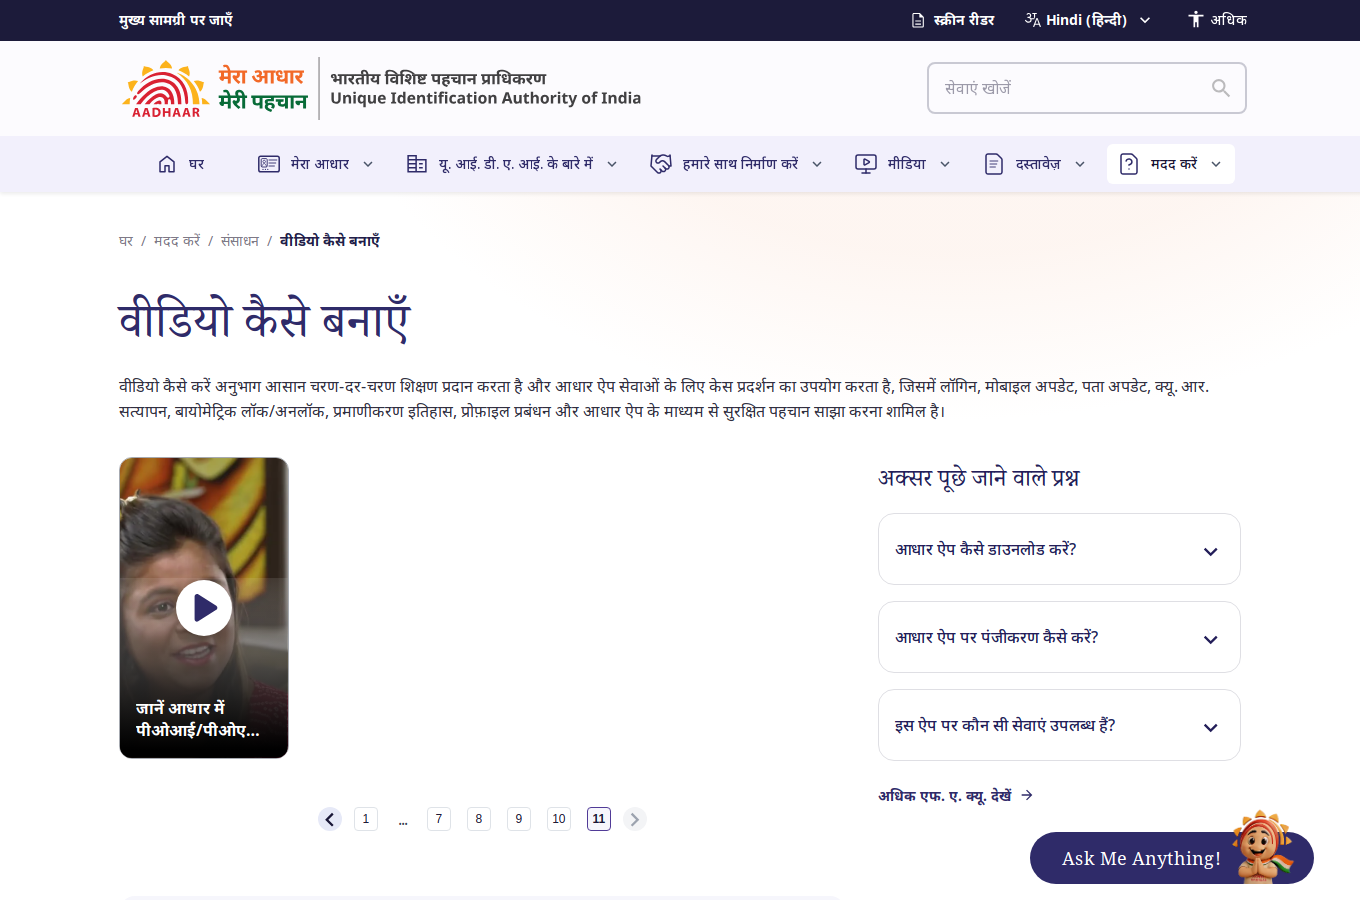 मुख्य सामग्री पर जाएँ
स्क्रीन रीडर
Hindi (हिन्दी)
अधिक
AADHAAR
मेरा आधार
मेरी पहचान
भारतीय विशिष्ट पहचान प्राधिकरण
Unique Identification Authority of India
सेवाएं खोजें
घर
मेरा आधार
यू. आई. डी. ए. आई. के बारे में
हमारे साथ निर्माण करें
मीडिया
दस्तावेज़
मदद करें
घर / मदद करें / संसाधन / वीडियो कैसे बनाएँ
वीडियो कैसे बनाएँ
वीडियो कैसे करें अनुभाग आसान चरण-दर-चरण शिक्षण प्रदान करता है और आधार ऐप सेवाओं के लिए केस प्रदर्शन का उपयोग करता है, जिसमें लॉगिन, मोबाइल अपडेट, पता अपडेट, क्यू. आर.
सत्यापन, बायोमेट्रिक लॉक/अनलॉक, प्रमाणीकरण इतिहास, प्रोफ़ाइल प्रबंधन और आधार ऐप के माध्यम से सुरक्षित पहचान साझा करना शामिल है।
जानें आधार में
पीओआई/पीओए...
1 ... 7 8 9 10 11
अक्सर पूछे जाने वाले प्रश्न
आधार ऐप कैसे डाउनलोड करें?
आधार ऐप पर पंजीकरण कैसे करें?
इस ऐप पर कौन सी सेवाएं उपलब्ध हैं?
अधिक एफ. ए. क्यू. देखें
Ask Me Anything!